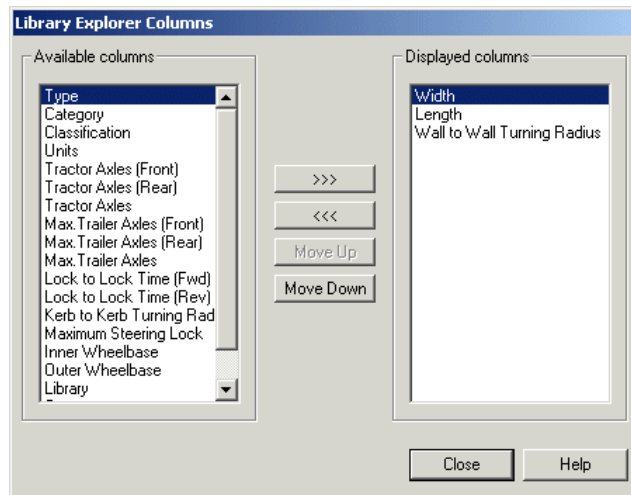 Library Explorer Columns
Available columns
Type
Category
Classification
Units
Tractor Axles (Front)
Tractor Axles (Rear)
Tractor Axles
Max.Trailer Axles (Front)
Max.Trailer Axles (Rear)
Max.Trailer Axles
Lock to Lock Time (Fwd)
Lock to Lock Time (Rev)
Kerb to Kerb Turning Rad
Maximum Steering Lock
Inner Wheelbase
Outer Wheelbase
Library
>>>
<<<
Move Up
Move Down
Displayed columns
Width
Length
Wall to Wall Turning Radius
Close
Help